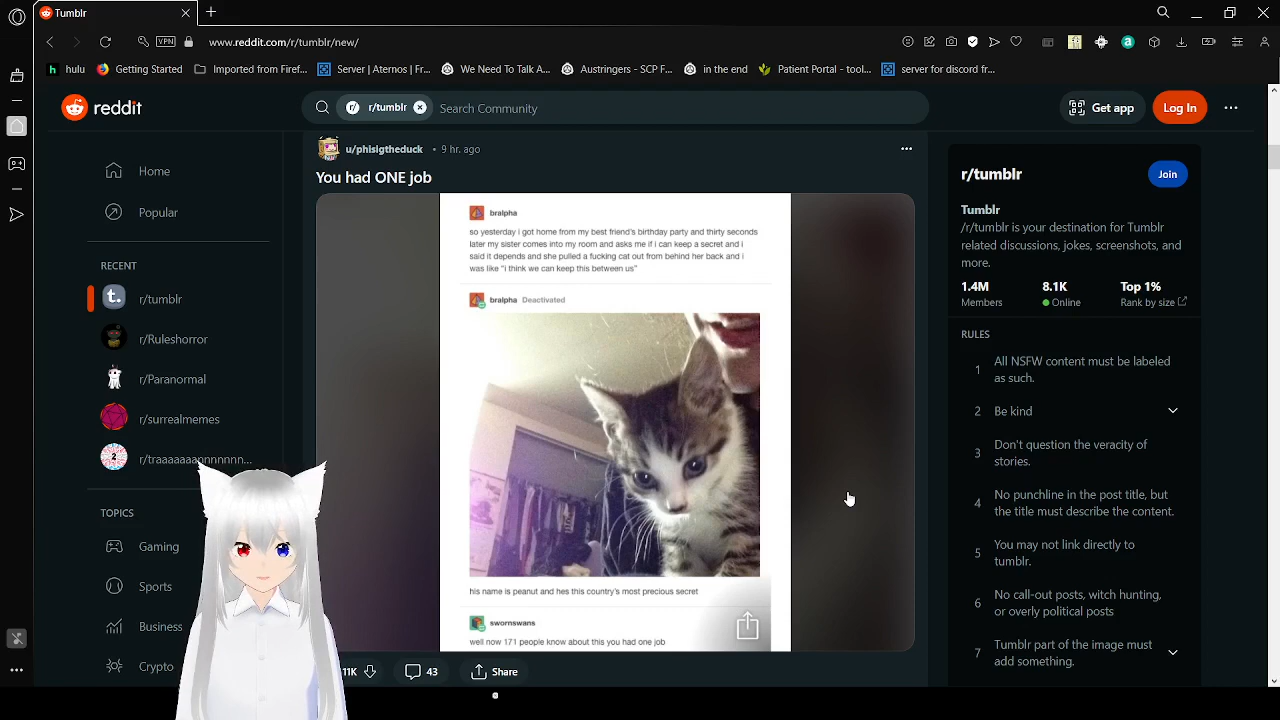 Tumblr
VPN
www.reddit.com/r/tumblr/new/
hulu
Getting Started
Imported from Firef...
Server | Aternos | Fr...
We Need To Talk A...
Austringers - SCP F...
in the end
Patient Portal - tool...
server for discord fr...
reddit
r/tumblr
Search Community
Get app
Log In
Home
Popular
RECENT
r/tumblr
r/Ruleshorror
r/Paranormal
r/surrealmemes
r/traaaaaaannnnnnn...
TOPICS
Gaming
Sports
Business
Crypto
u/phisigtheduck • 9 hr. ago
You had ONE job
bralpha
so yesterday i got home from my best friend's birthday party and thirty seconds
later my sister comes into my room and asks me if i can keep a secret and i
said it depends and she pulled a fucking cat out from behind her back and i
was like "i think we can keep this between us"
bralpha Deactivated
his name is peanut and hes this country's most precious secret
swornswans
well now 171 people know about this you had one job
43
Share
r/tumblr
Join
Tumblr
/r/tumblr is your destination for Tumblr
related discussions, jokes, screenshots, and
more.
1.4M
Members
8.1K
Online
Top 1%
Rank by size
RULES
1
All NSFW content must be labeled
as such.
2
Be kind
3
Don't question the veracity of
stories.
4
No punchline in the post title, but
the title must describe the content.
5
You may not link directly to
tumblr.
6
No call-out posts, witch hunting,
or overly political posts
7
Tumblr part of the image must
add something.